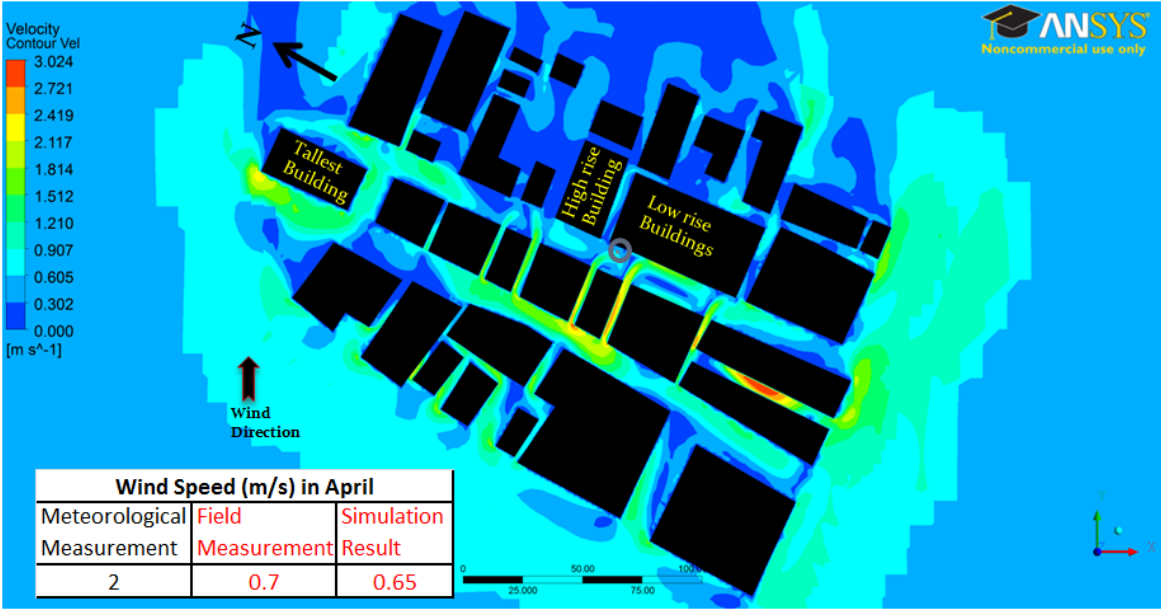 Velocity
Contour Vel
3.024
2.721
2.419
2.117
1.814
1.512
1.210
0.907
0.605
0.302
0.000
[m s^-1]
N
ANSYS
Noncommercial use only
Tallest
Building
High rise
Building
Low rise
Buildings
Wind
Direction
Wind Speed (m/s) in April
Meteorological Measurement
Field Measurement
Simulation Result
2
0.7
0.65
0
50.00
100.0
25.000
75.00
Y
X